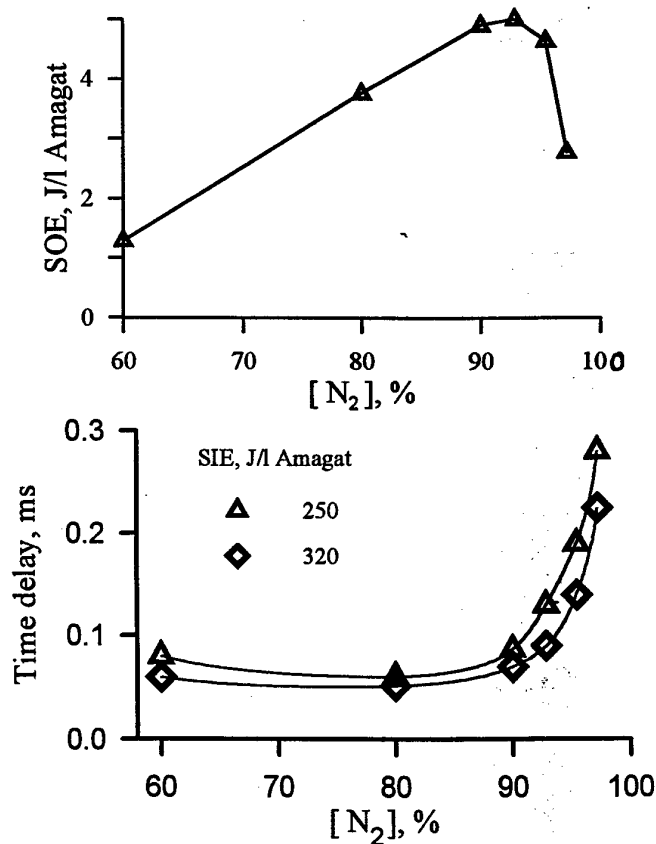 SOE, J/l Amagat
4
2
0
60 70 80 90 100
[ N₂], %
Time delay, ms
0.3
0.2
0.1
0.0
SIE, J/l Amagat
250
320
60 70 80 90 100
[ N₂], %